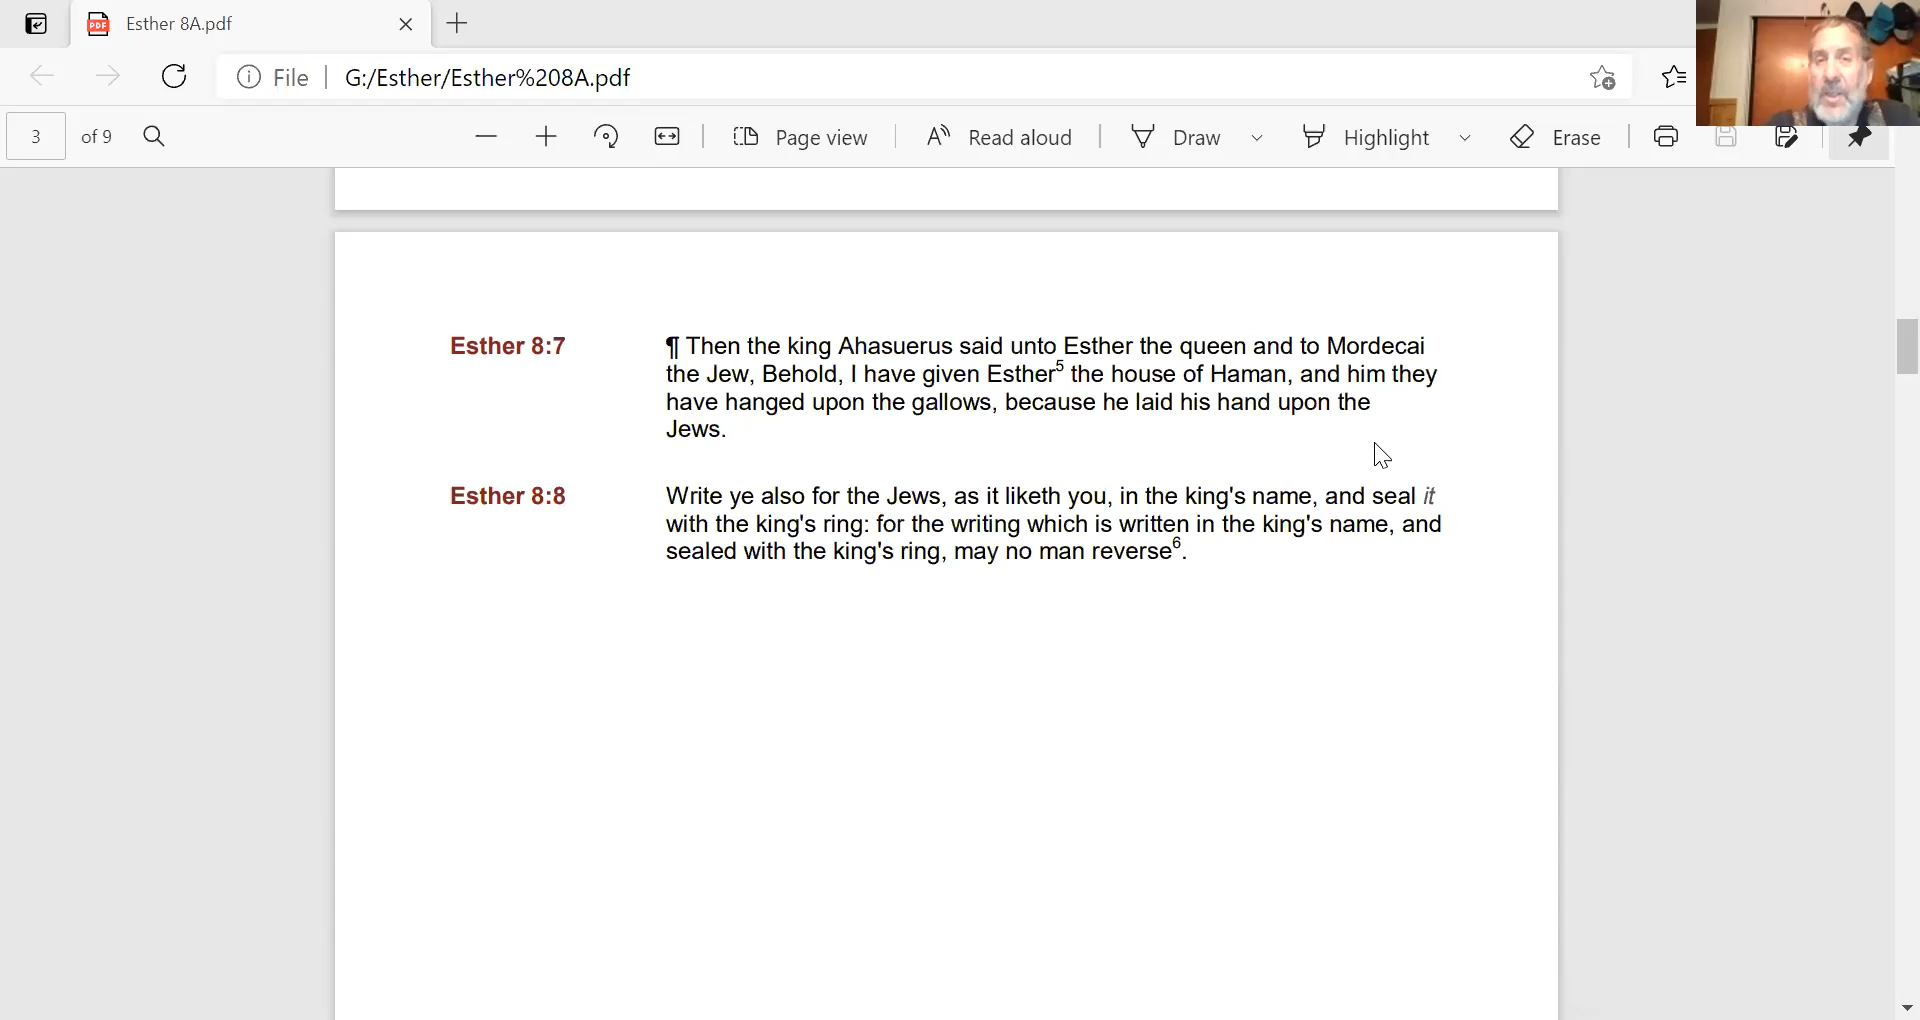 Esther 8A.pdf
File G:/Esther/Esther%208A.pdf
3 of 9 Page view Read aloud Draw Highlight Erase
Esther 8:7 ¶ Then the king Ahasuerus said unto Esther the queen and to Mordecai
the Jew, Behold, I have given Esther⁵ the house of Haman, and him they
have hanged upon the gallows, because he laid his hand upon the
Jews.
Esther 8:8 Write ye also for the Jews, as it liketh you, in the king's name, and seal it
with the king's ring: for the writing which is written in the king's name, and
sealed with the king's ring, may no man reverse⁶.